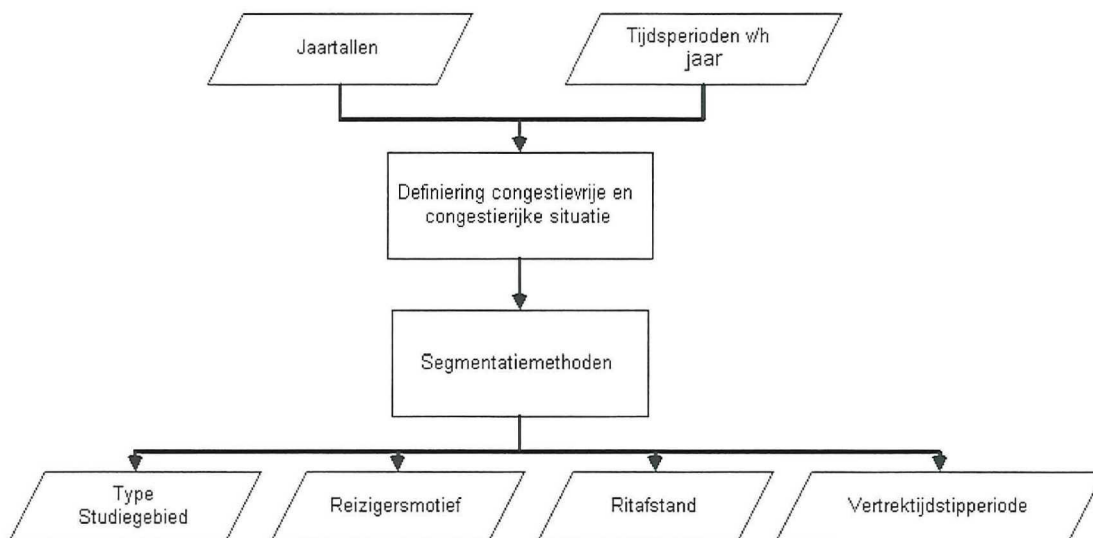 Jaartallen
Tijdsperioden v/h
jaar
Definiering congestievrije en
congestierijke situatie
Segmentatiemethoden
Type
Studiegebied
Reizigersmotief
Ritafstand
Vertrektijdstipperiode